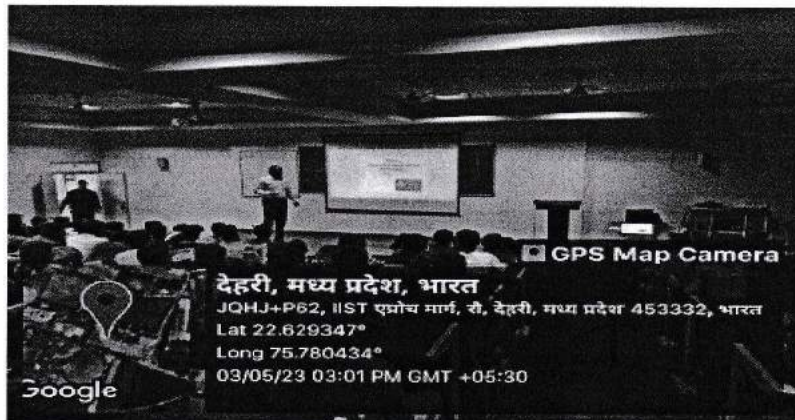 GPS Map Camera
देहरी, मध्य प्रदेश, भारत
JQHJ+P62, IIST एप्रोच मार्ग, रौ, देहरी, मध्य प्रदेश 453332, भारत
Lat 22.629347°
Long 75.780434°
03/05/23 03:01 PM GMT +05:30
Google